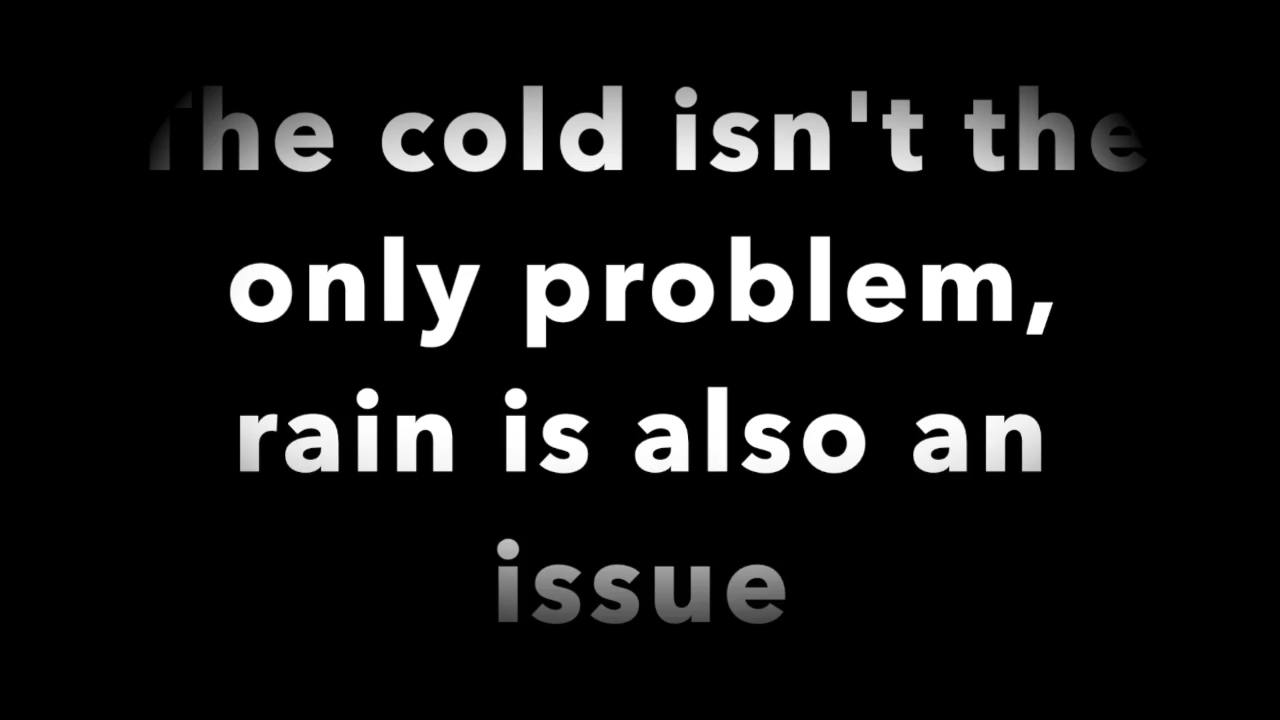 The cold isn't the
only problem,
rain is also an
issue